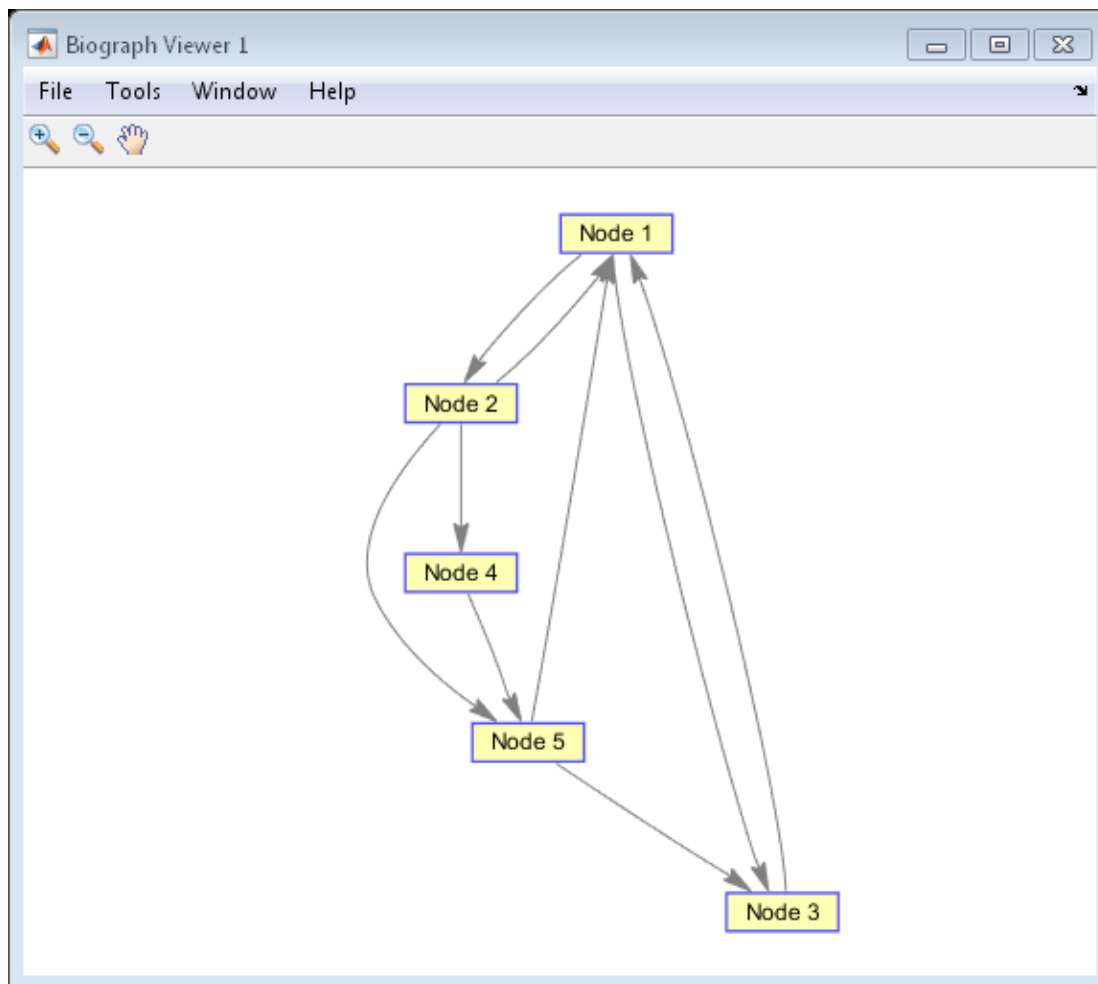 Biograph Viewer 1
File Tools Window Help
Node 1
Node 2
Node 4
Node 5
Node 3